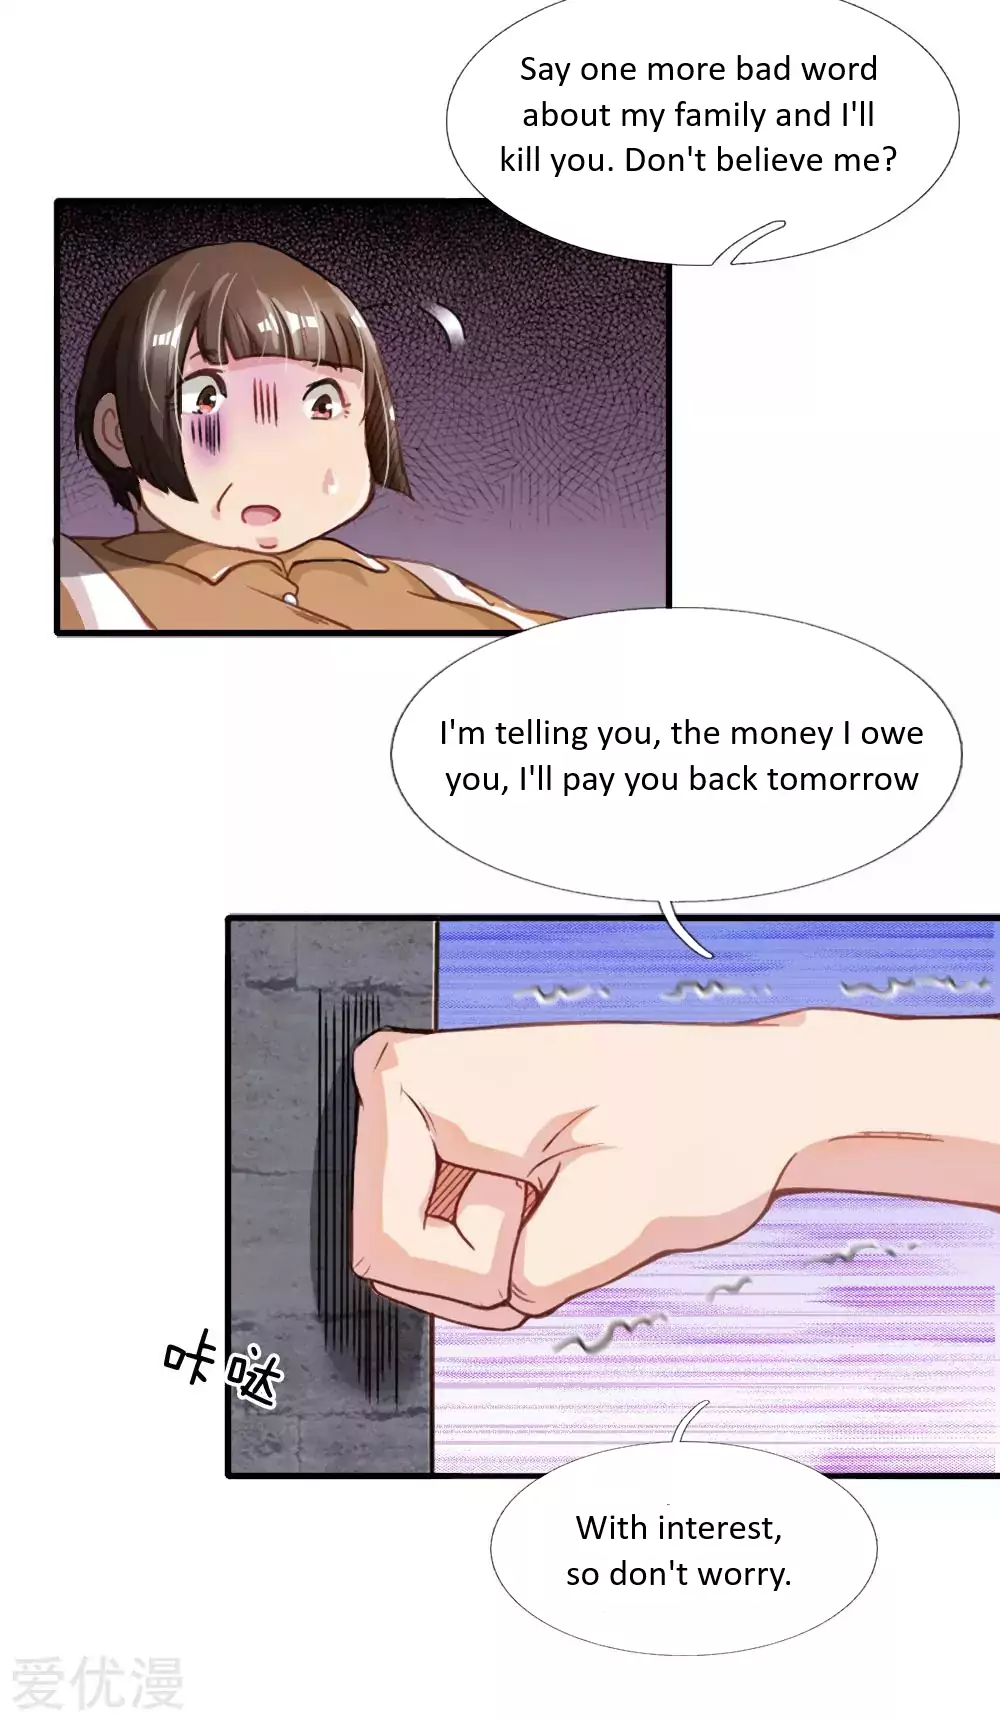 Say one more bad word
about my family and I'll
kill you. Don't believe me?
I'm telling you, the money I owe
you, I'll pay you back tomorrow
咔哒
With interest,
so don't worry.
爱优漫